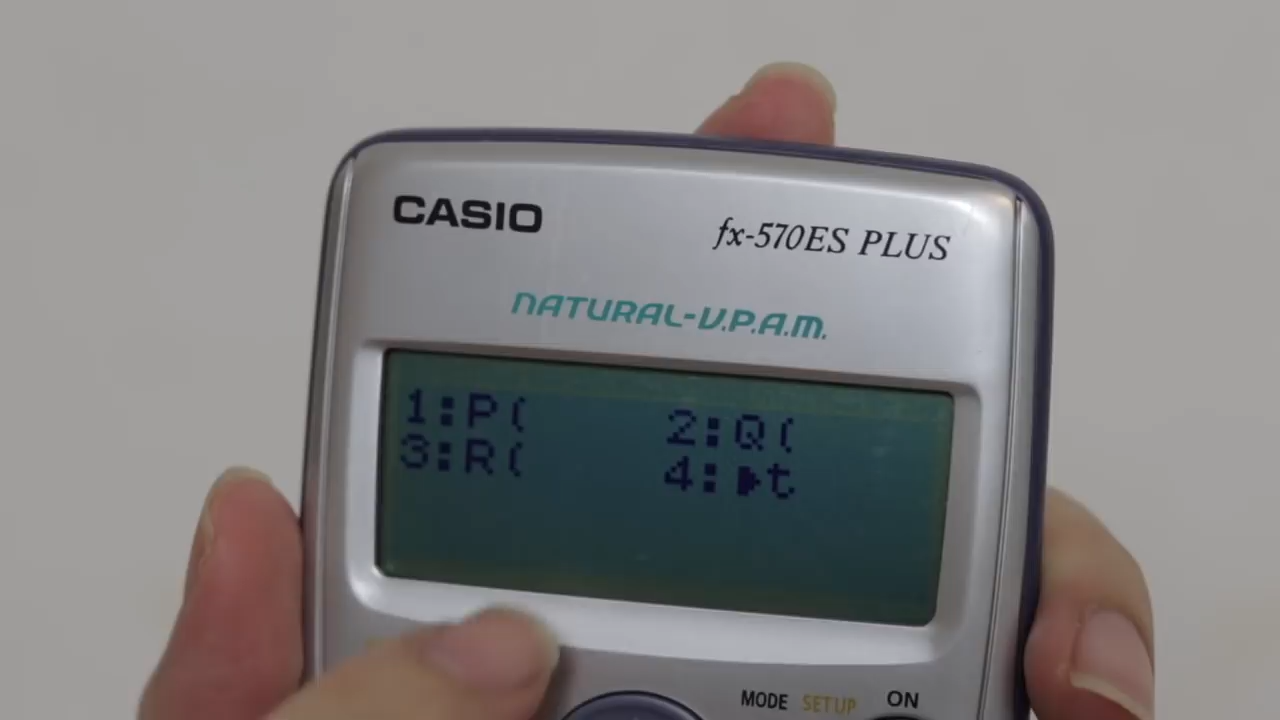 CASIO
fx-570ES PLUS
NATURAL-V.P.A.M.
1:P( 2:Q(
3:R( 4:▶t
MODE SETUP ON